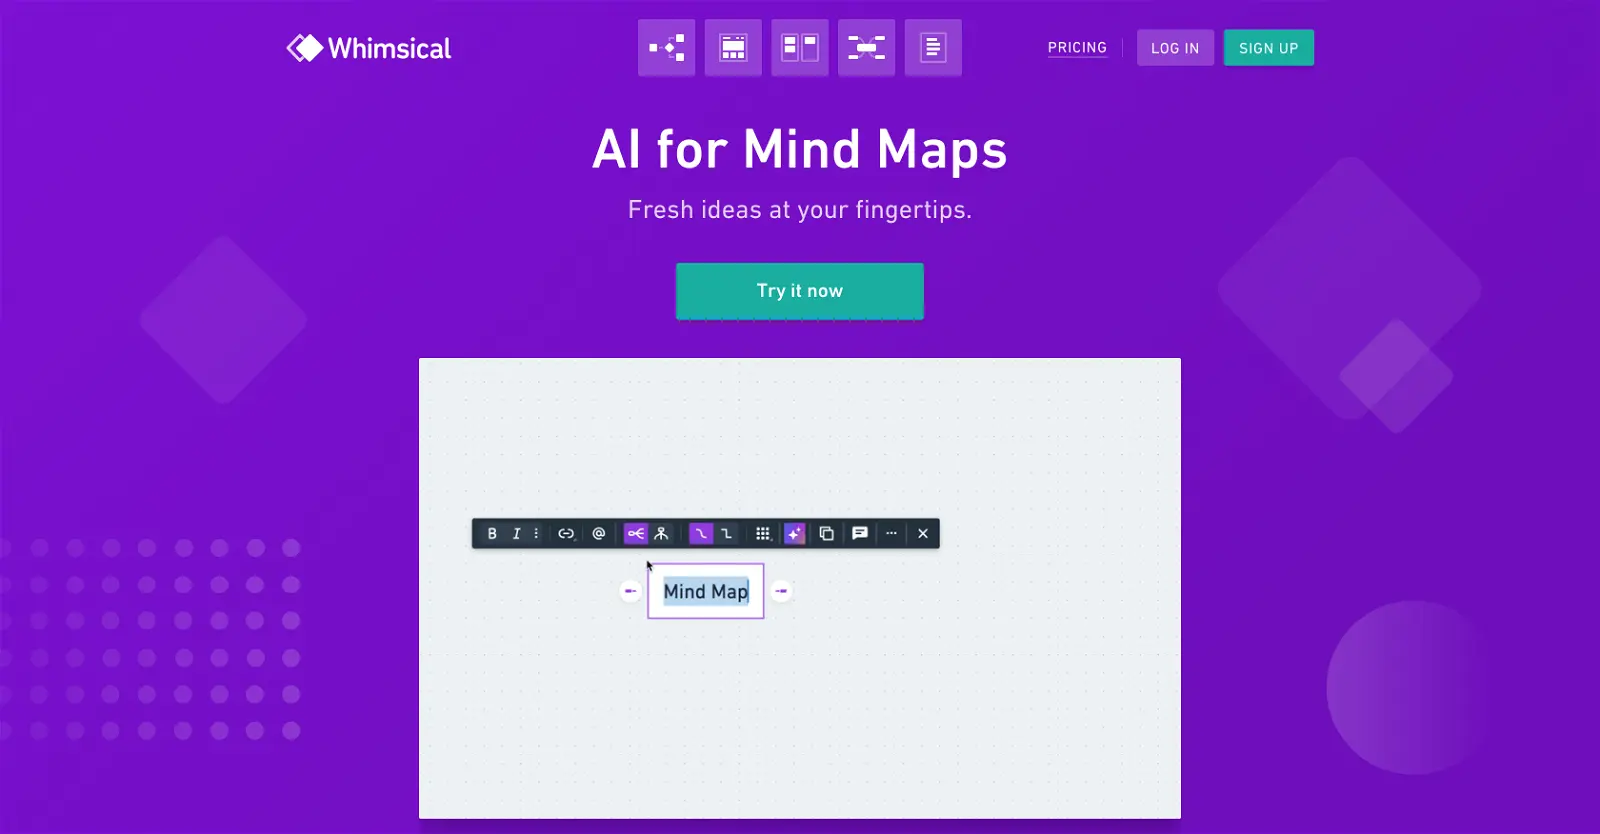 Whimsical
PRICING
LOG IN
SIGN UP
AI for Mind Maps
Fresh ideas at your fingertips.
Try it now
B I @
Mind Map